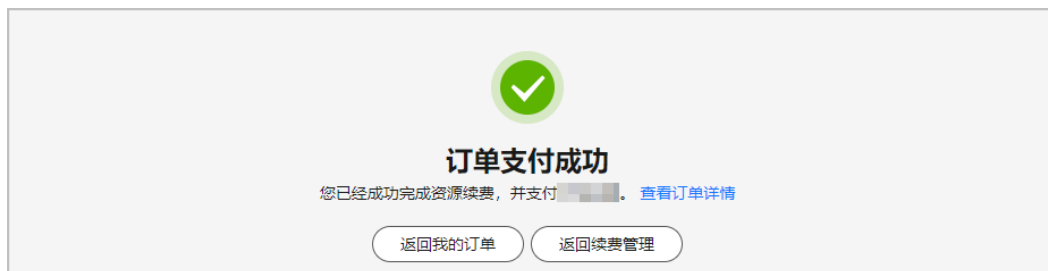 订单支付成功
您已经成功完成资源续费，并支付 。 查看订单详情
返回我的订单 返回续费管理